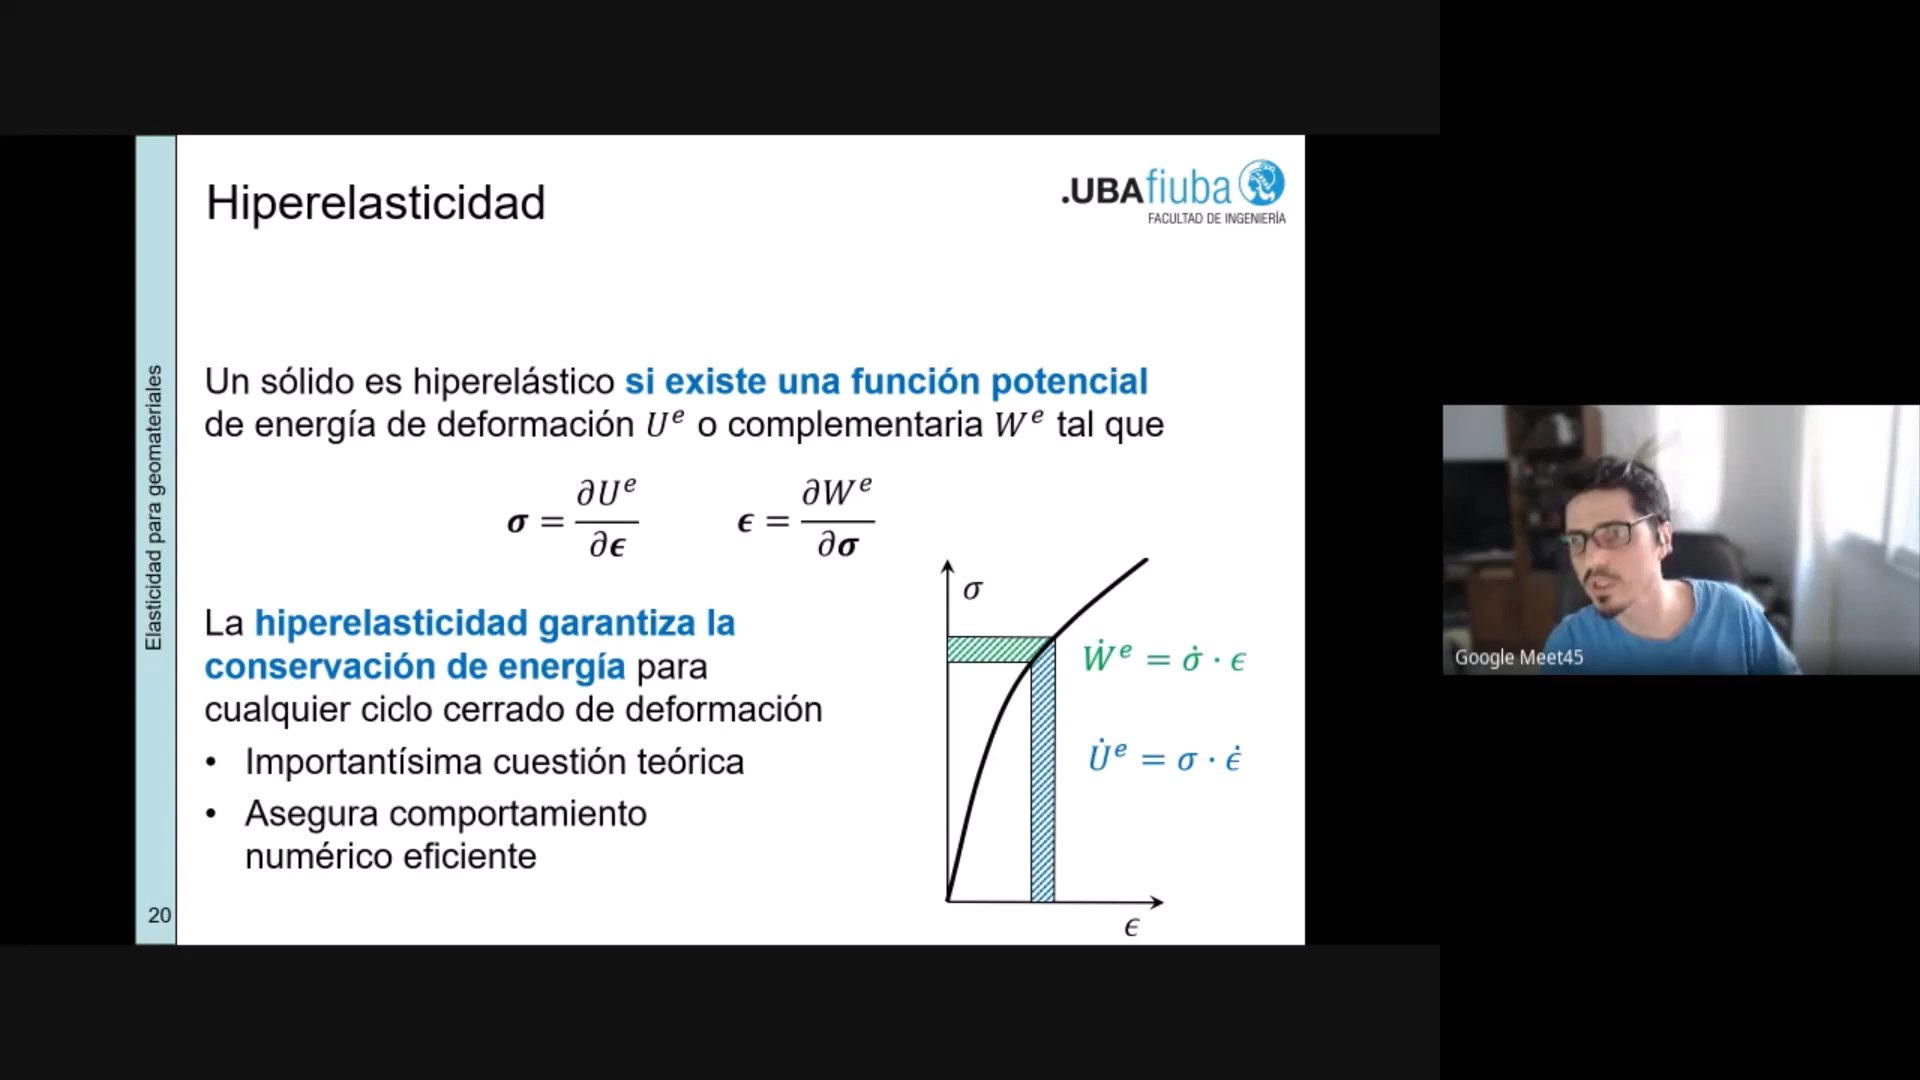 Hiperelasticidad
.UBAfiuba
FACULTAD DE INGENIERÍA
Un sólido es hiperelástico si existe una función potencial
de energía de deformación Uᵉ o complementaria Wᵉ tal que
σ = ∂Uᵉ/∂ϵ ϵ = ∂Wᵉ/∂σ
La hiperelasticidad garantiza la
conservación de energía para
cualquier ciclo cerrado de deformación
• Importantísima cuestión teórica
• Asegura comportamiento
numérico eficiente
σ
Ẇᵉ = σ̇ · ϵ
U̇ᵉ = σ · ϵ̇
ϵ
Elasticidad para geomateriales
20
Google Meet45